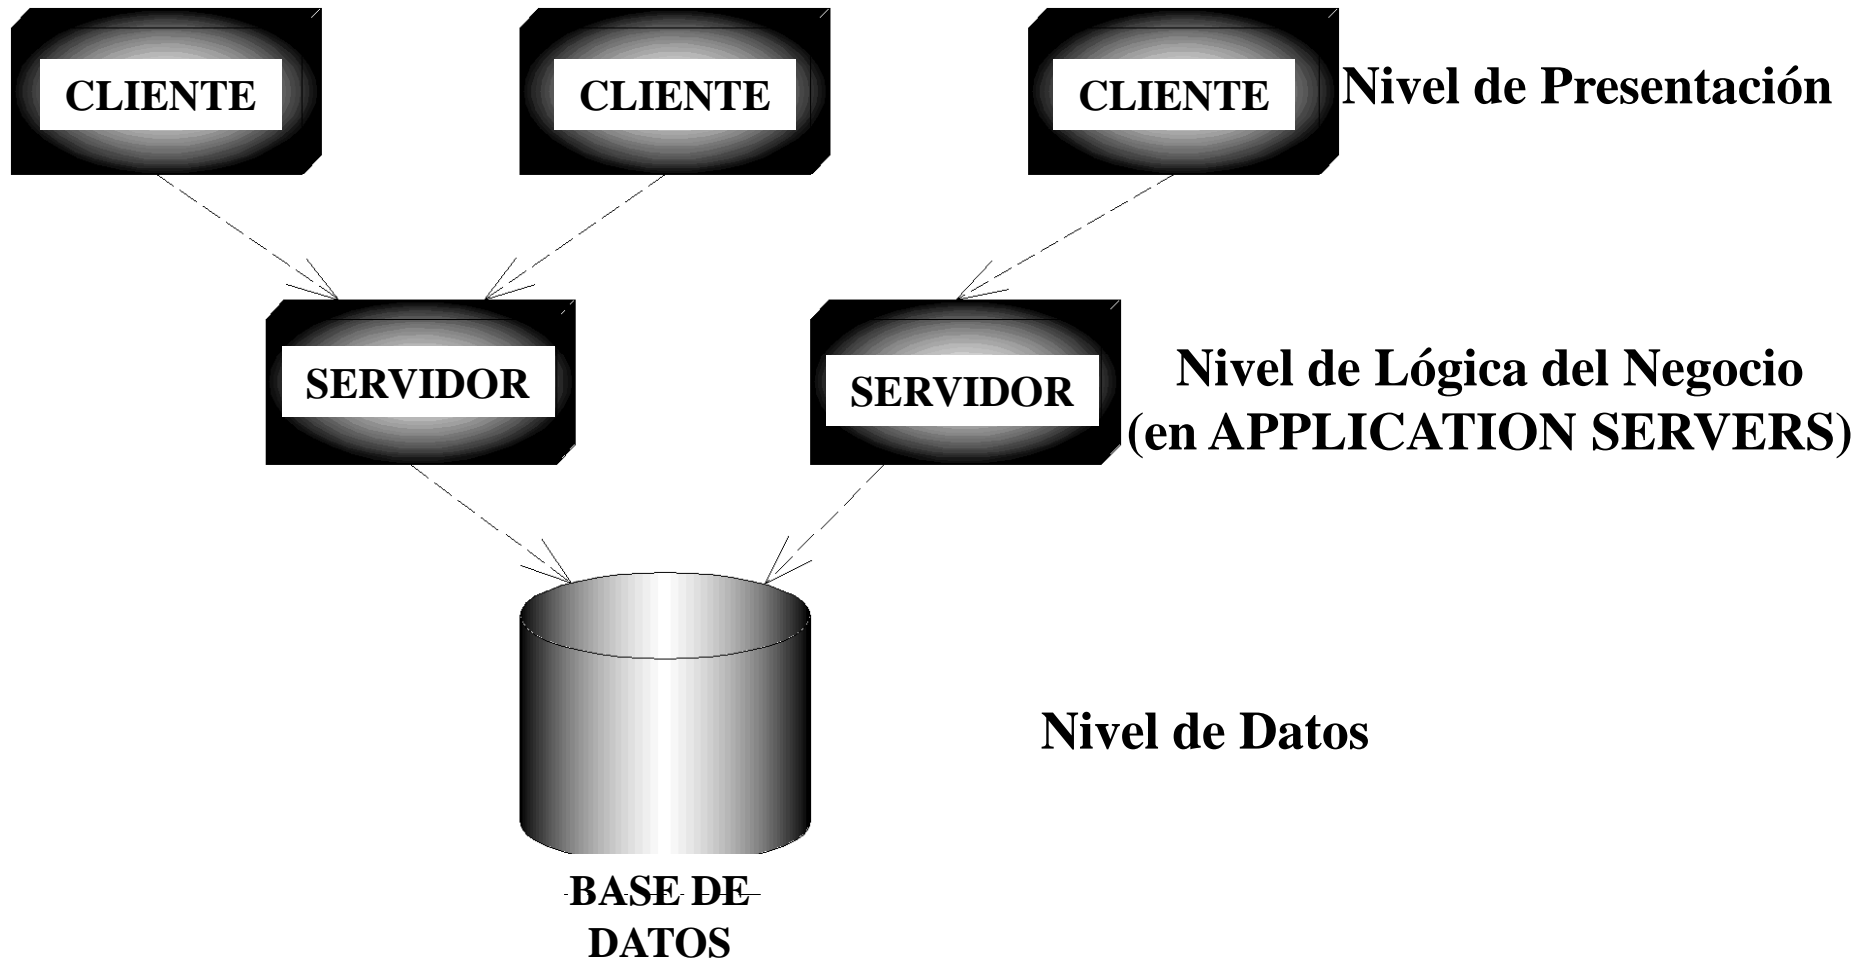 CLIENTE
CLIENTE
CLIENTE
Nivel de Presentación
SERVIDOR
SERVIDOR
Nivel de Lógica del Negocio
(en APPLICATION SERVERS)
Nivel de Datos
BASE DE
DATOS